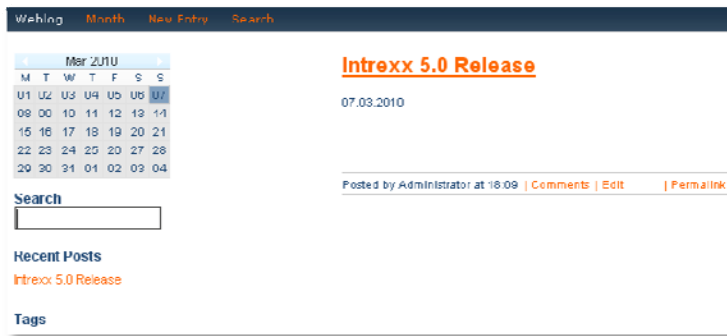 Weblog Month New Entry Search
Mar 2010
M T W T F S S
01 02 03 04 05 06 07
08 09 10 11 12 13 14
15 16 17 18 19 20 21
22 23 24 25 26 27 28
29 30 31 01 02 03 04
Search
Recent Posts
Intrexx 5.0 Release
Tags
Intrexx 5.0 Release
07.03.2010
Posted by Administrator at 18:09 | Comments | Edit | Permalink